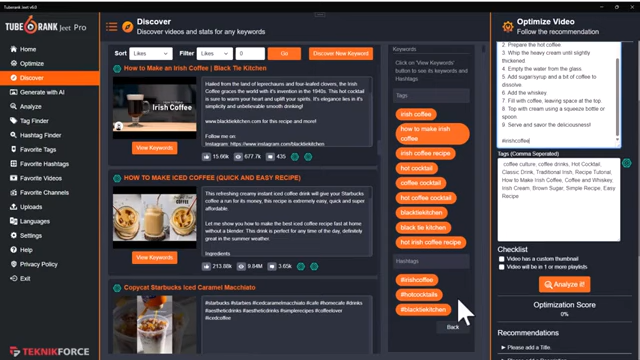 Tuberank Jeet v6.0
TUBE RANK Jeet Pro
Home
Optimize
Discover
Generate with AI
Analyze
Tag Finder
Hashtag Finder
Favorite Tags
Favorite Hashtags
Favorite Videos
Favorite Channels
Uploads
Languages
Settings
Help
Privacy Policy
Exit
TEKNIKFORCE
Discover
Discover videos and stats for any keywords
Sort Likes Filter Likes 0 Go Discover New Keyword
How to Make an Irish Coffee | Black Tie Kitchen
Irish Coffee
Hailed from the land of leprechauns and four-leafed clovers, the Irish
Coffee graces the world with it's invention in the 1940s. This hot cocktail
is sure to warm your heart and uplift your spirits. It's elegance lies in it's
simplicity and unbelievable smooth drinking!
www.blacktiekitchen.com for this recipe and more!
Follow me on:
Instagram
View Keywords
15.66k 677.7k 435
HOW TO MAKE ICED COFFEE (QUICK AND EASY RECIPE)
This refreshing creamy instant iced coffee drink will give your Starbucks
coffee a run for its money, this recipe is extremely easy, quick and super
affordable.
Let me show you how to make the best iced coffee recipe fast at home
without a blender. This drink is perfect for any time of the day, definitely
great in the summer weather.
Ingredients
View Keywords
213.88k 9.84M 3.65k
Copycat Starbucks Iced Caramel Macchiato
#starbucks #starbies #icedcaramelmacchiato #cafe #homecafe #drinks
#aestheticdrinks #aestheticdrinks #simplerecipes #coffeelover
#icedcoffee
Keywords
Click on 'View Keywords'
button to see its keywords and
Hashtags
Tags
irish coffee
how to make irish
coffee
irish coffee recipe
hot cocktail
coffee cocktail
hot coffee cocktail
blacktiekitchen
black tie kitchen
hot irish coffee recipe
Hashtags
#irishcoffee
#hotcocktails
#blacktiekitchen
Back
Optimize Video
Follow the recommendation
2 Prepare the hot coffee
3 Whip the heavy cream until slightly
thickened
4 Empty the water from the glass
5 Add sugar/syrup and a bit of coffee to
dissolve
6 Add the whiskey
7 Fill with coffee, leaving space at the top
8 Top with cream using a squeeze bottle or
spoon.
9 Serve and savor the deliciousness!
#irishcoffee
Tags (Comma Seperated)
coffee culture, coffee drinks, Hot Cocktail,
Classic Drink, Traditional Irish, Recipe Tutorial,
How to Make Irish Coffee, Coffee and Whiskey,
Irish Cream, Brown Sugar, Simple Recipe, Easy
Recipe
Checklist
Video has a custom thumbnail
Video will be in 1 or more playlists
Analyze it!
Optimization Score
0%
Recommendations
Please add a Title.